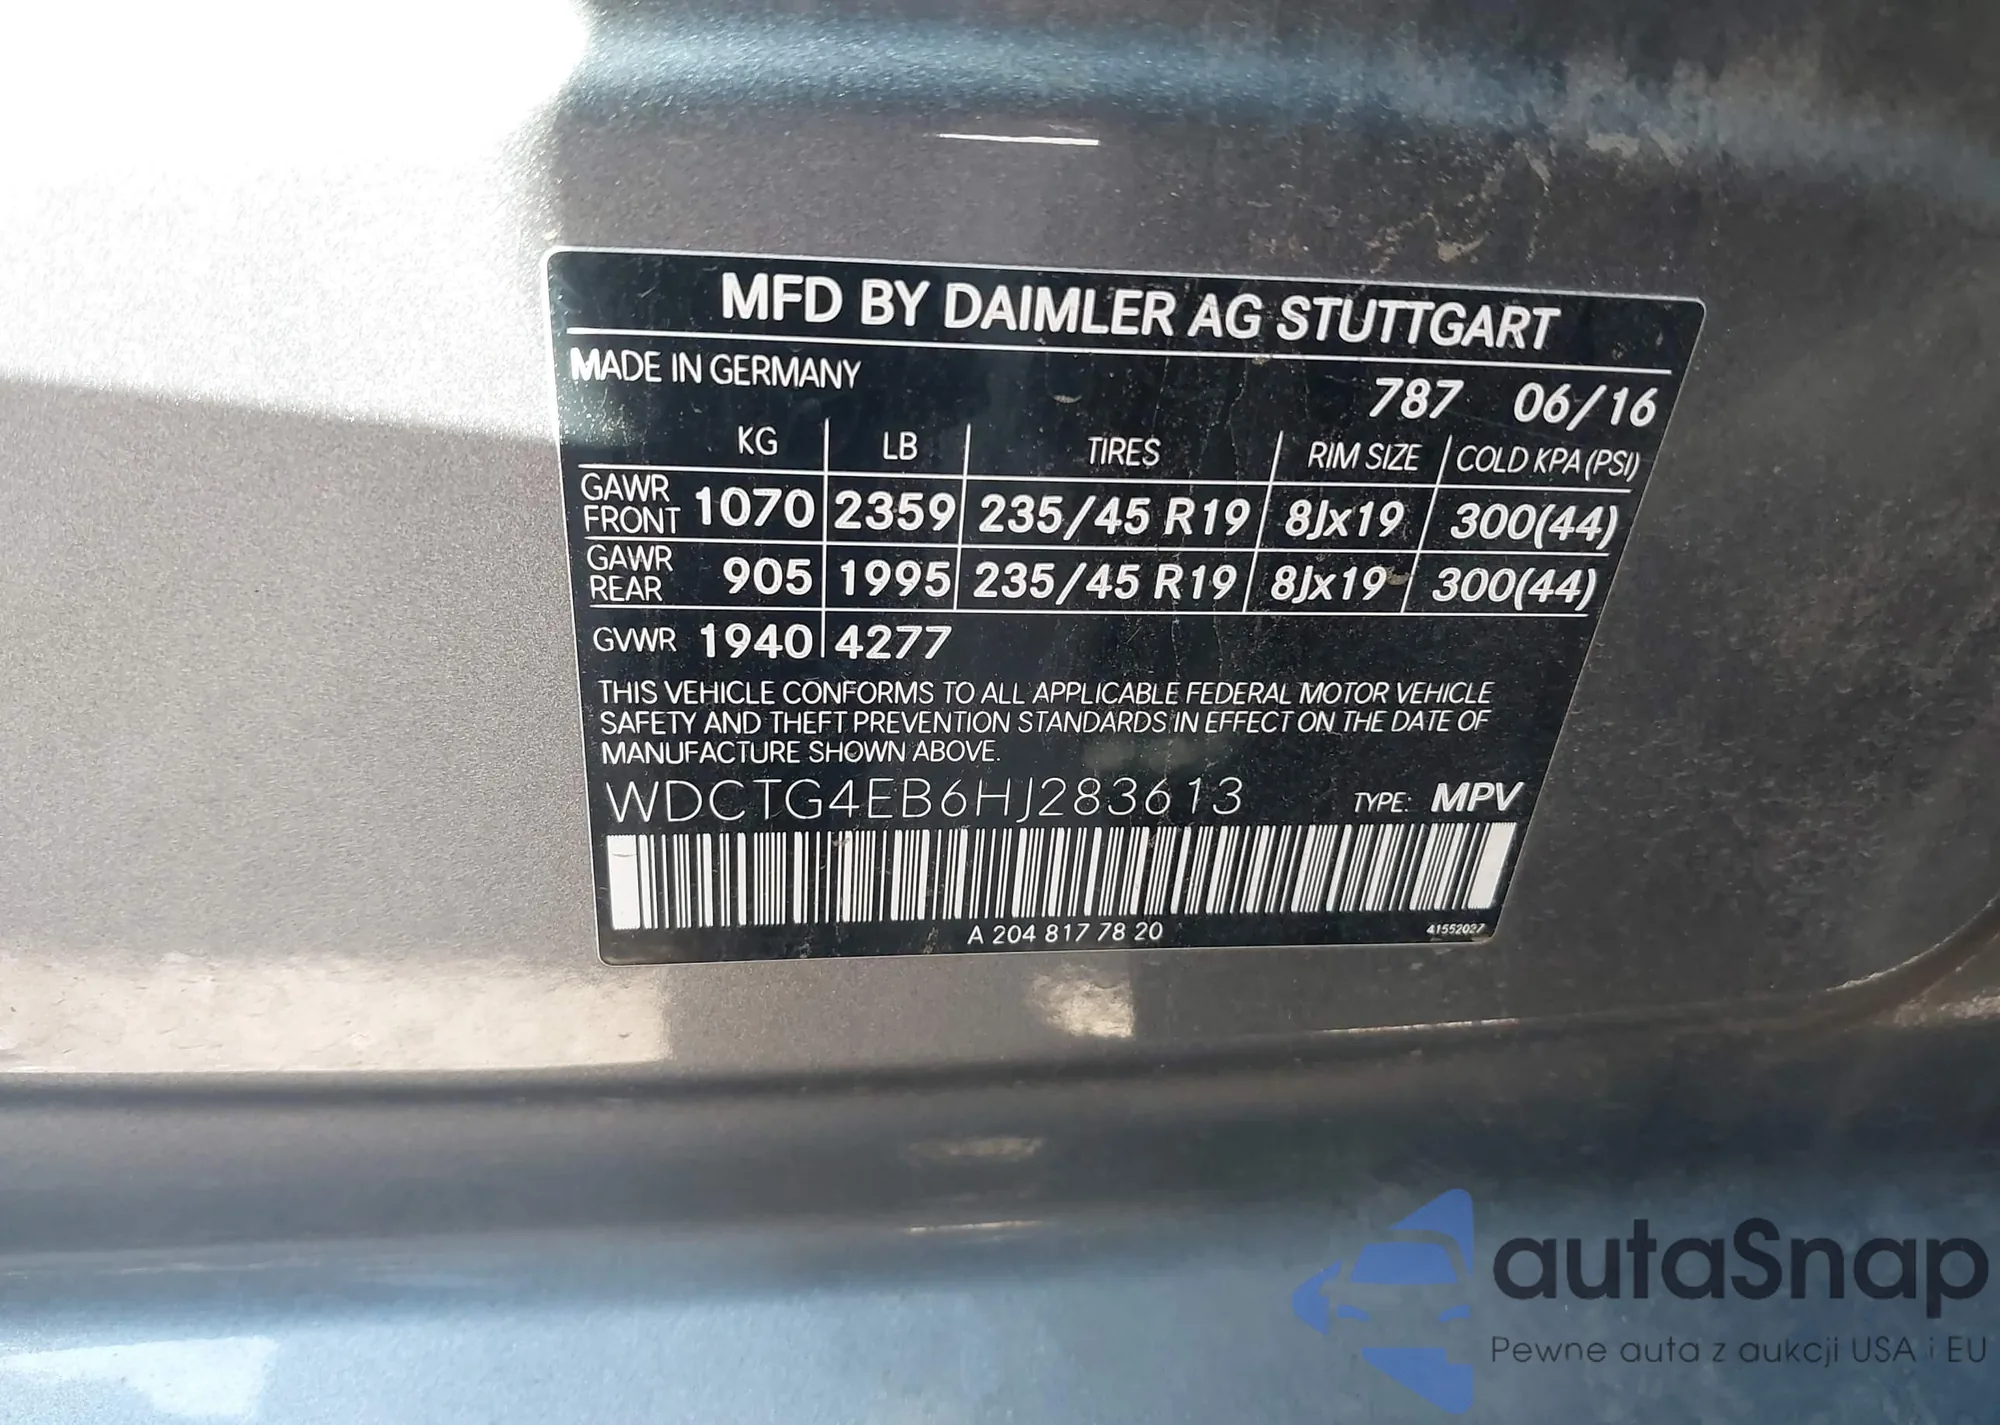 MFD BY DAIMLER AG STUTTGART
MADE IN GERMANY
787 06/16
KG LB TIRES RIM SIZE COLD KPA (PSI)
GAWR FRONT 1070 2359 235/45 R19 8Jx19 300(44)
GAWR REAR 905 1995 235/45 R19 8Jx19 300(44)
GVWR 1940 4277
THIS VEHICLE CONFORMS TO ALL APPLICABLE FEDERAL MOTOR VEHICLE
SAFETY AND THEFT PREVENTION STANDARDS IN EFFECT ON THE DATE OF
MANUFACTURE SHOWN ABOVE.
WDCTG4EB6HJ283613 TYPE: MPV
A 204 817 78 20 41552027
autaSnap
Pewne auta z aukcji USA i EU